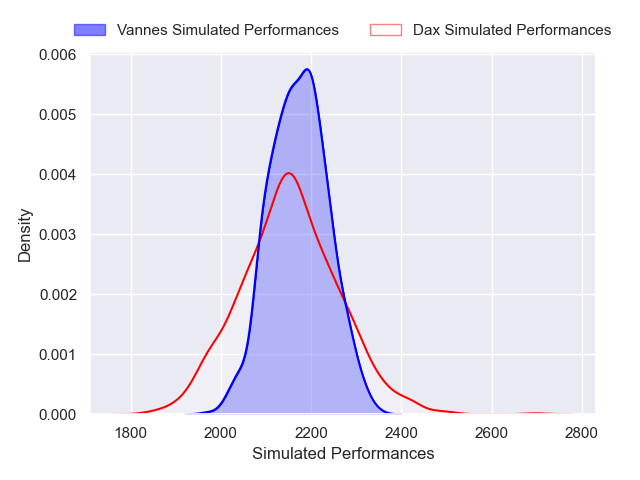 Vannes Simulated Performances Dax Simulated Performances
0.006
0.005
0.004
0.003
0.002
0.001
0.000
Density
1800 2000 2200 2400 2600 2800
Simulated Performances